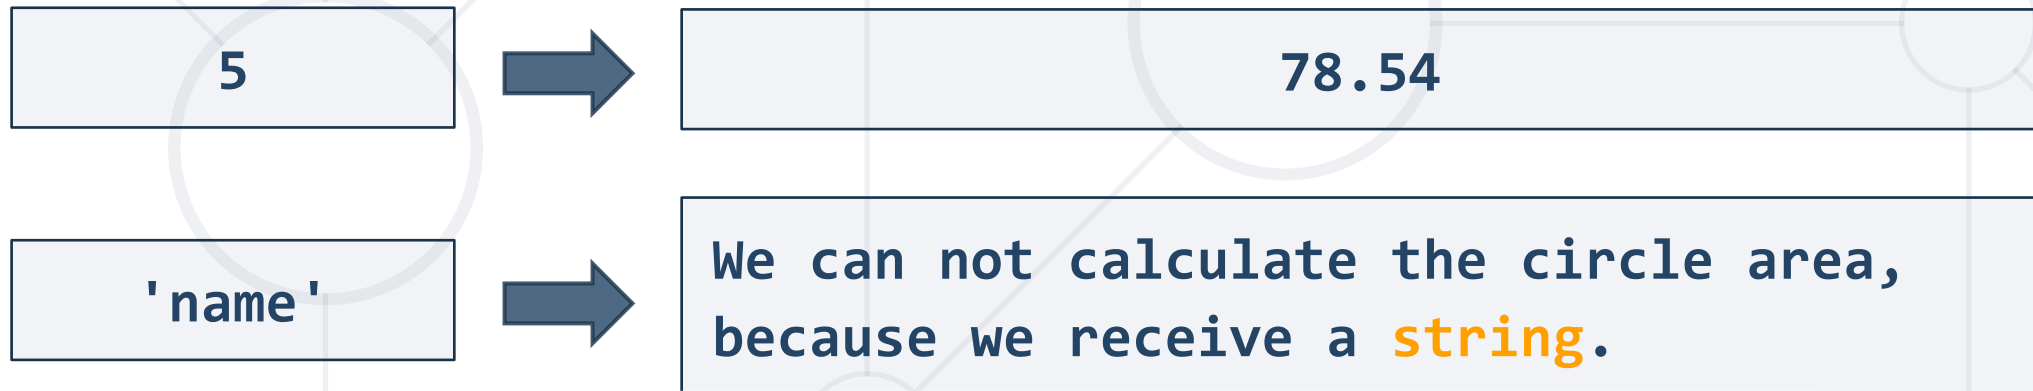 5
78.54
'name'
We can not calculate the circle area,
because we receive a string.